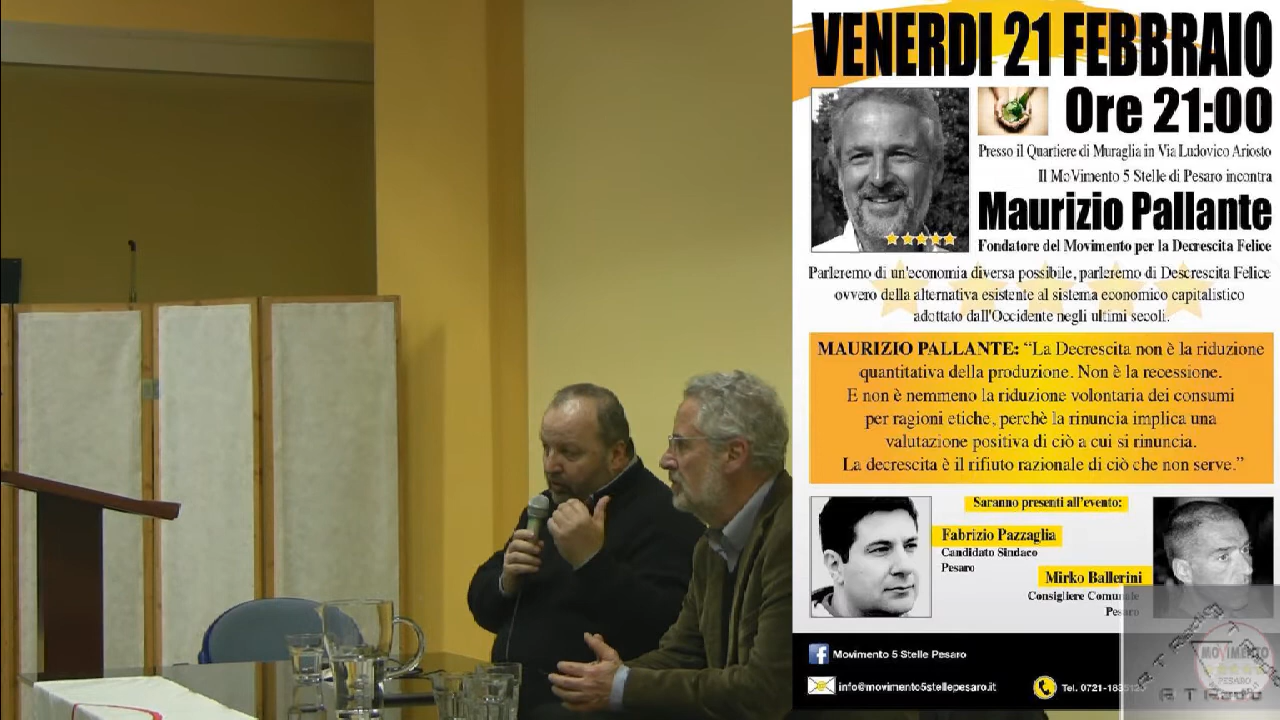 VENERDI 21 FEBBRAIO
Ore 21:00
Presso il Quartiere di Muraglia in Via Ludovico Ariosto
Il MoVimento 5 Stelle di Pesaro incontra
Maurizio Pallante
Fondatore del Movimento per la Decrescita Felice
Parleremo di un'economia diversa possibile, parleremo di Descrescita Felice
ovvero della alternativa esistente al sistema economico capitalistico
adottato dall'Occidente negli ultimi secoli.
MAURIZIO PALLANTE: “La Decrescita non è la riduzione
quantitativa della produzione. Non è la recessione.
E non è nemmeno la riduzione volontaria dei consumi
per ragioni etiche, perchè la rinuncia implica una
valutazione positiva di ciò a cui si rinuncia.
La decrescita è il rifiuto razionale di ciò che non serve.”
Saranno presenti all'evento:
Fabrizio Pazzaglia
Candidato Sindaco
Pesaro
Mirko Ballerini
Consigliere Comunale
Pesaro
Movimento 5 Stelle Pesaro
info@movimento5stellepesaro.it
Tel. 0721-183
MOVIMENTO
PESARO